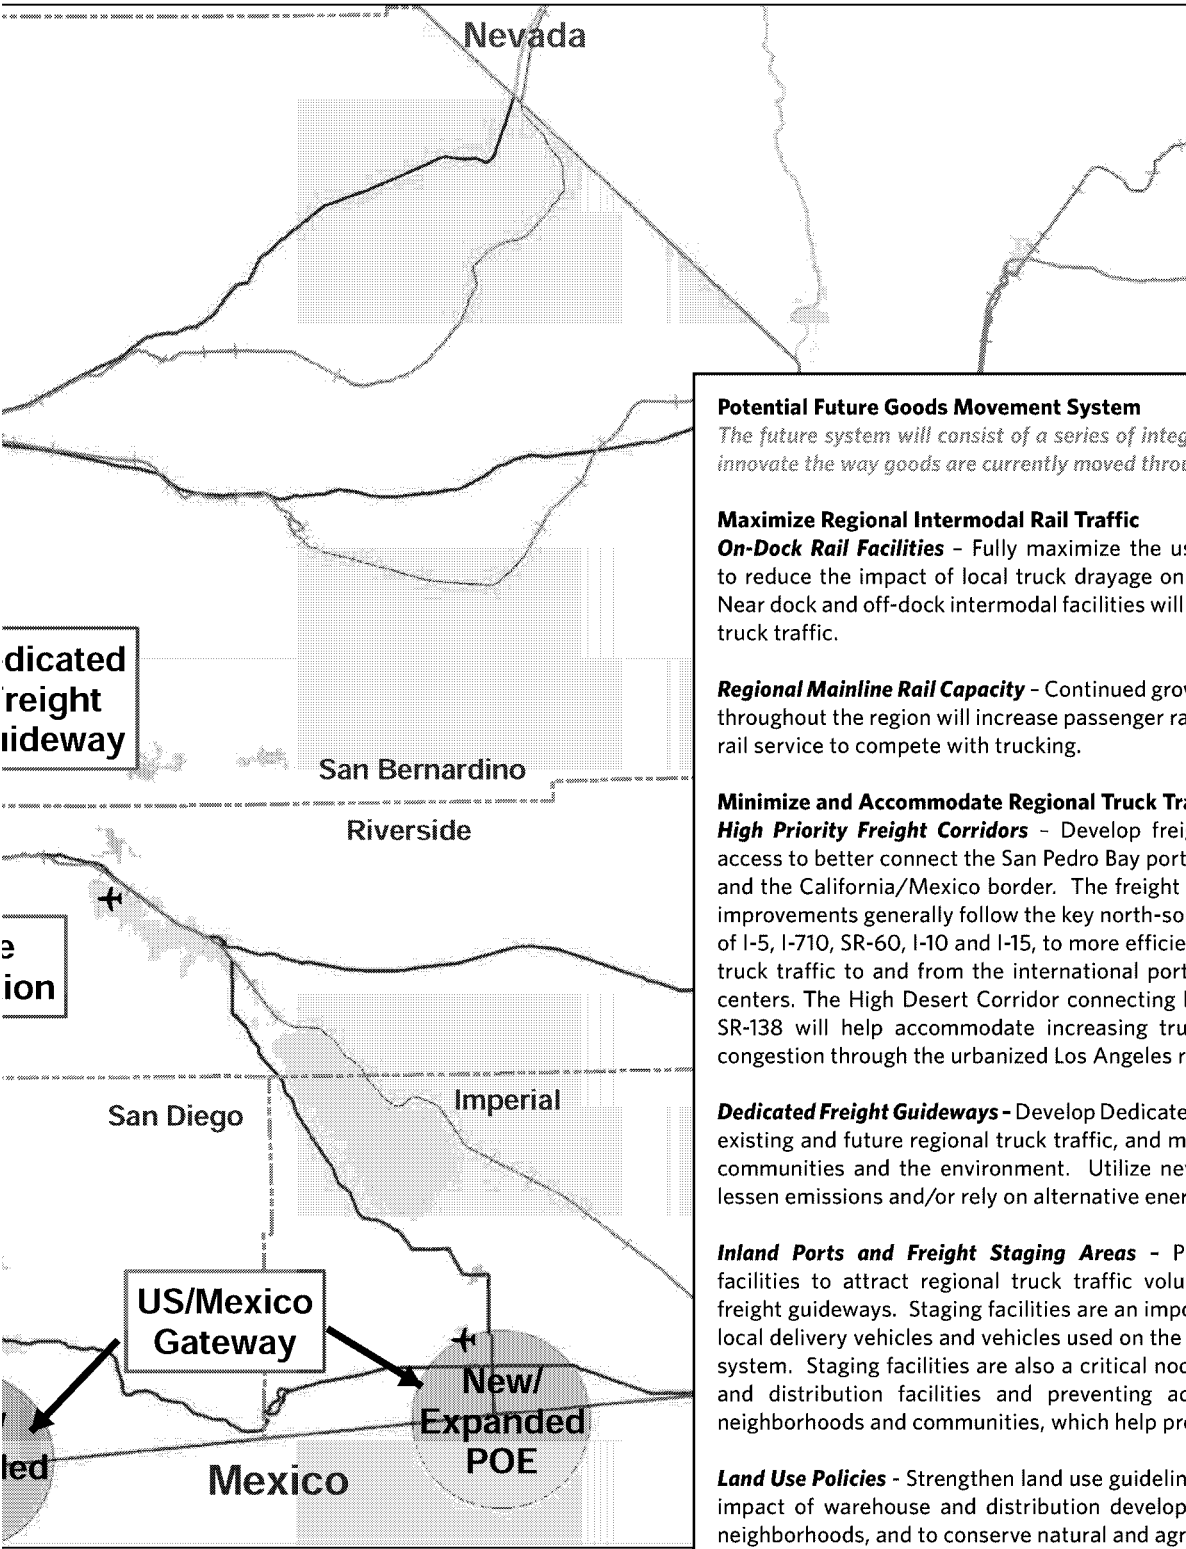 Nevada
dicated
reight
ideway
San Bernardino
Riverside
e
ion
San Diego
Imperial
US/Mexico
Gateway
New/
Expanded
POE
ded
Mexico
Potential Future Goods Movement System
The future system will consist of a series of integ
innovate the way goods are currently moved throu
Maximize Regional Intermodal Rail Traffic
On-Dock Rail Facilities – Fully maximize the us
to reduce the impact of local truck drayage on
Near dock and off-dock intermodal facilities will
truck traffic.
Regional Mainline Rail Capacity – Continued grov
throughout the region will increase passenger ra
rail service to compete with trucking.
Minimize and Accommodate Regional Truck Tra
High Priority Freight Corridors – Develop freig
access to better connect the San Pedro Bay port
and the California/Mexico border. The freight
improvements generally follow the key north-so
of I-5, I-710, SR-60, I-10 and I-15, to more efficie
truck traffic to and from the international port
centers. The High Desert Corridor connecting I
SR-138 will help accommodate increasing tru
congestion through the urbanized Los Angeles r
Dedicated Freight Guideways – Develop Dedicate
existing and future regional truck traffic, and m
communities and the environment. Utilize nev
lessen emissions and/or rely on alternative ener
Inland Ports and Freight Staging Areas – P
facilities to attract regional truck traffic volu
freight guideways. Staging facilities are an impo
local delivery vehicles and vehicles used on the
system. Staging facilities are also a critical noc
and distribution facilities and preventing ac
neighborhoods and communities, which help pre
Land Use Policies - Strengthen land use guidelin
impact of warehouse and distribution develop
neighborhoods, and to conserve natural and agr